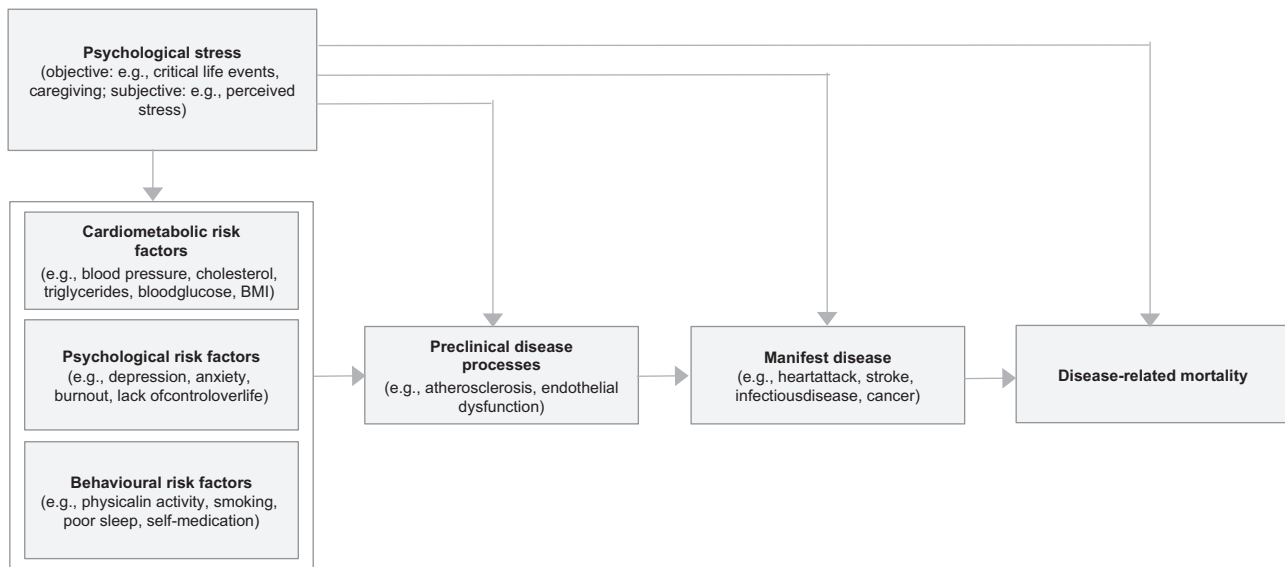 Psychological stress
(objective: e.g., critical life events,
caregiving; subjective: e.g., perceived
stress)
Cardiometabolic risk
factors
(e.g., blood pressure, cholesterol,
triglycerides, bloodglucose, BMI)
Psychological risk factors
(e.g., depression, anxiety,
burnout, lack ofcontroloverlife)
Behavioural risk factors
(e.g., physicalin activity, smoking,
poor sleep, self-medication)
Preclinical disease
processes
(e.g., atherosclerosis, endothelial
dysfunction)
Manifest disease
(e.g., heartattack, stroke,
infectiousdisease, cancer)
Disease-related mortality